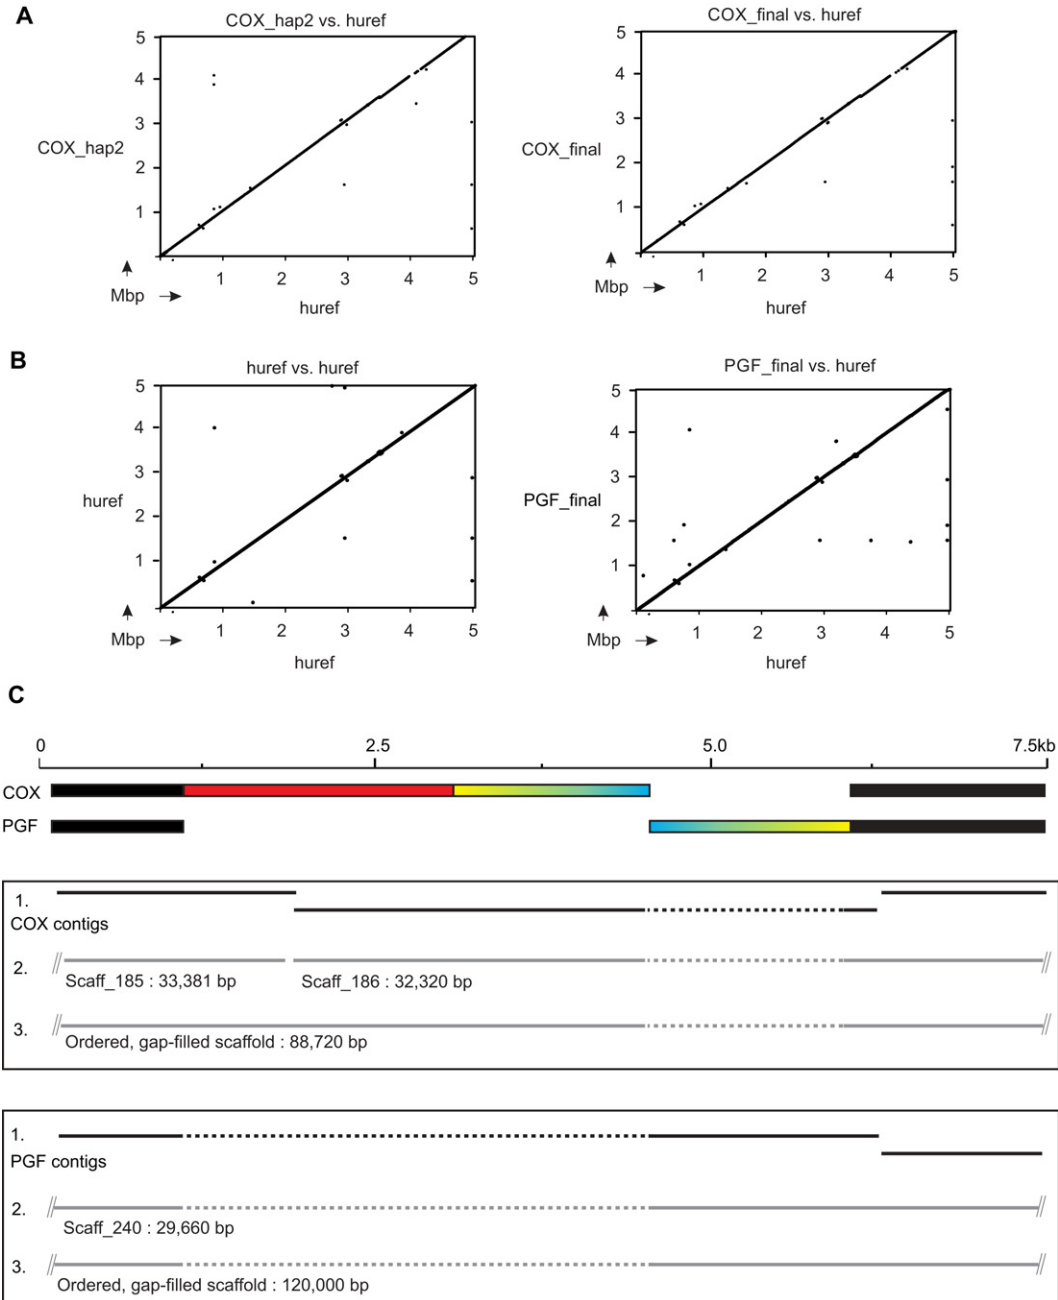 A
COX_hap2 vs. huref
COX_final vs. huref
5
4
3
2
1
COX_hap2
1 2 3 4 5
Mbp
huref
5
4
3
2
1
COX_final
1 2 3 4 5
Mbp
huref
B
huref vs. huref
PGF_final vs. huref
5
4
3
2
1
huref
1 2 3 4 5
Mbp
huref
5
4
3
2
1
PGF_final
1 2 3 4 5
Mbp
huref
C
0 2.5 5.0 7.5kb
COX
PGF
1.
COX contigs
2.
Scaff_185 : 33,381 bp Scaff_186 : 32,320 bp
3.
Ordered, gap-filled scaffold : 88,720 bp
1.
PGF contigs
2.
Scaff_240 : 29,660 bp
3.
Ordered, gap-filled scaffold : 120,000 bp